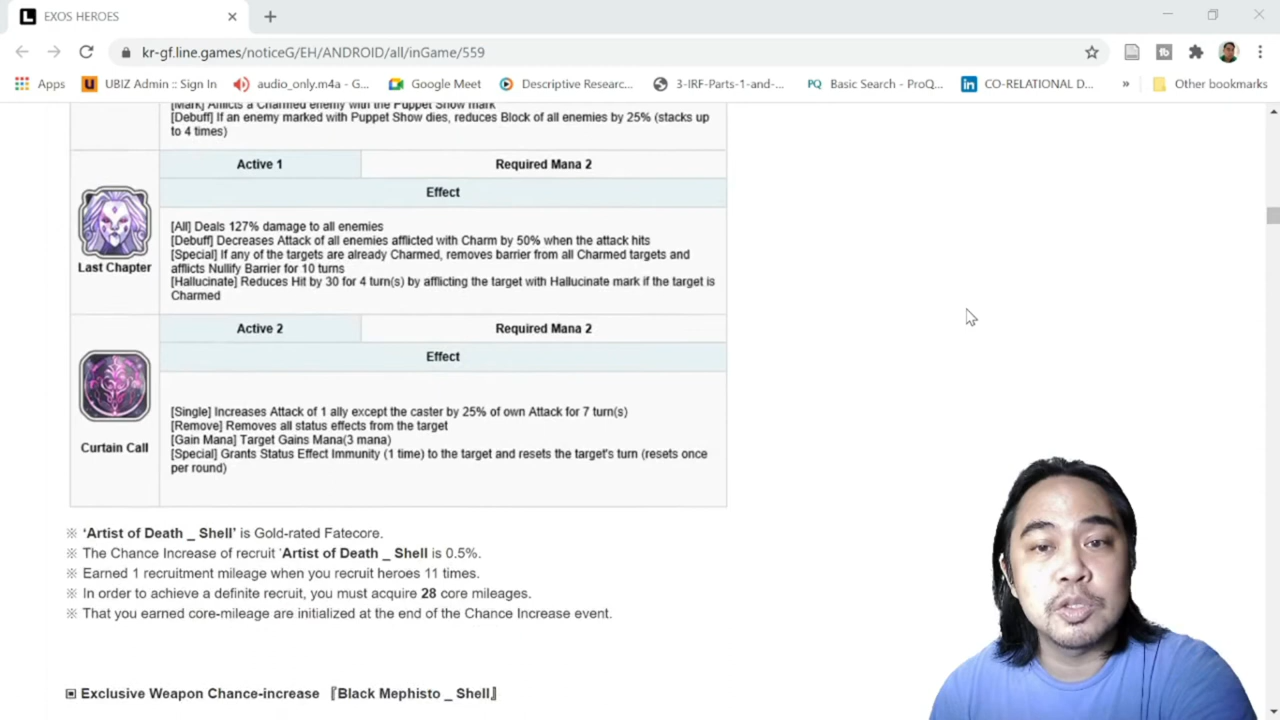 EXOS HEROES
kr-gf.line.games/noticeG/EH/ANDROID/all/inGame/559
Apps
UBIZ Admin :: Sign In
audio_only.m4a - G...
Google Meet
Descriptive Researc...
3-IRF-Parts-1-and-...
PQ Basic Search - ProQ...
CO-RELATIONAL D...
»
Other bookmarks
[Mark] Afflicts a Charmed enemy with the Puppet Show mark
[Debuff] If an enemy marked with Puppet Show dies, reduces Block of all enemies by 25% (stacks up
to 4 times)
Active 1
Required Mana 2
Effect
Last Chapter
[All] Deals 127% damage to all enemies
[Debuff] Decreases Attack of all enemies afflicted with Charm by 50% when the attack hits
[Special] If any of the targets are already Charmed, removes barrier from all Charmed targets and
afflicts Nullify Barrier for 10 turns
[Hallucinate] Reduces Hit by 30 for 4 turn(s) by afflicting the target with Hallucinate mark if the target is
Charmed
Active 2
Required Mana 2
Effect
Curtain Call
[Single] Increases Attack of 1 ally except the caster by 25% of own Attack for 7 turn(s)
[Remove] Removes all status effects from the target
[Gain Mana] Target Gains Mana(3 mana)
[Special] Grants Status Effect Immunity (1 time) to the target and resets the target's turn (resets once
per round)
※ 'Artist of Death _ Shell' is Gold-rated Fatecore.
※ The Chance Increase of recruit 'Artist of Death _ Shell is 0.5%.
※ Earned 1 recruitment mileage when you recruit heroes 11 times.
※ In order to achieve a definite recruit, you must acquire 28 core mileages.
※ That you earned core-mileage are initialized at the end of the Chance Increase event.
▣ Exclusive Weapon Chance-increase 『Black Mephisto _ Shell』